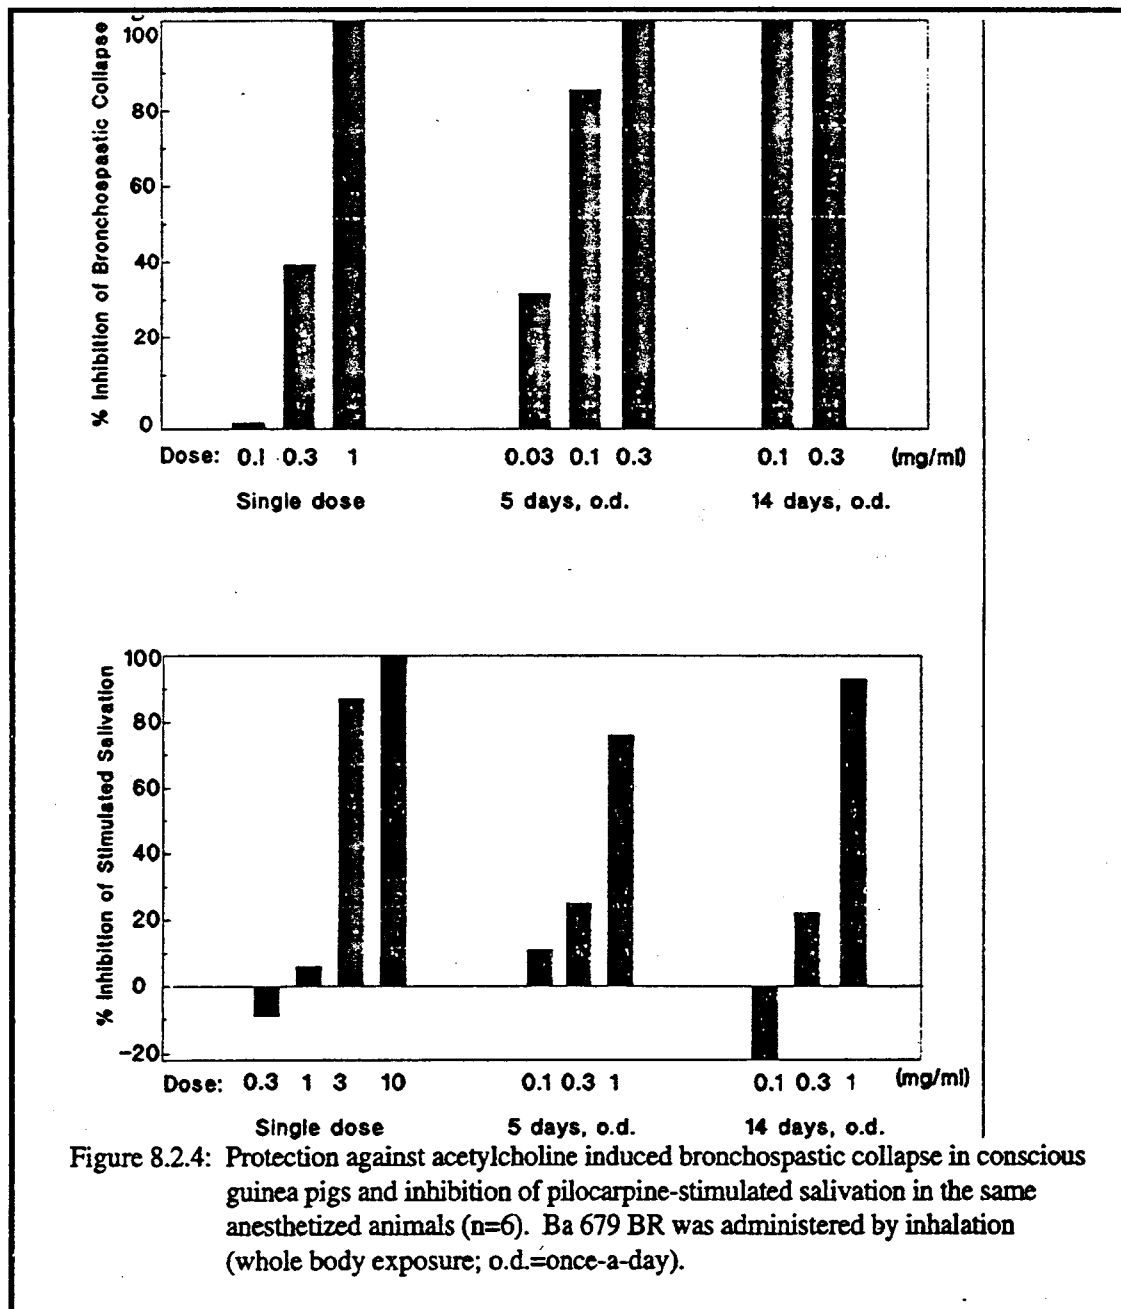 % Inhibition of Bronchospastic Collapse
100
80
60
40
20
0
Dose: 0.1 0.3 1 0.03 0.1 0.3 0.1 0.3 (mg/ml)
Single dose 5 days, o.d. 14 days, o.d.
% Inhibition of Stimulated Salivation
100
80
60
40
20
0
-20
Dose: 0.3 1 3 10 0.1 0.3 1 0.1 0.3 1 (mg/ml)
Single dose 5 days, o.d. 14 days, o.d.
Figure 8.2.4: Protection against acetylcholine induced bronchospastic collapse in conscious
guinea pigs and inhibition of pilocarpine-stimulated salivation in the same
anesthetized animals (n=6). Ba 679 BR was administered by inhalation
(whole body exposure; o.d.=once-a-day).